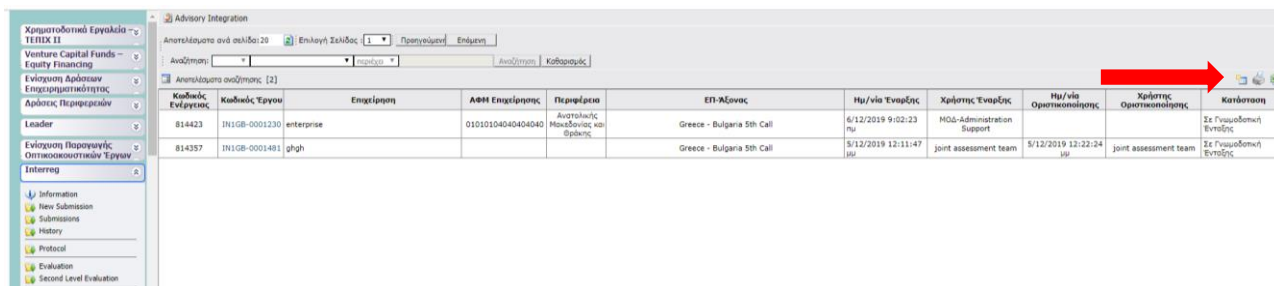 Advisory Integration
Χρηματοδοτικά Εργαλεία –
ΤΕΠΙΧ ΙΙ
Venture Capital Funds –
Equity Financing
Ενίσχυση Δράσεων
Επιχειρηματικότητας
Δράσεις Περιφερειών
Leader
Ενίσχυση Παραγωγής
Οπτικοακουστικών Έργων
Interreg
Information
New Submission
Submissions
History
Protocol
Evaluation
Second Level Evaluation
Αποτελέσματα ανά σελίδα: 20 Επιλογή Σελίδας : 1 Προηγούμενη Επόμενη
Αναζήτηση: περιέχει Αναζήτηση Καθαρισμός
Αποτελέσματα αναζήτησης [2]
Κωδικός Ενέργειας Κωδικός Έργου Επιχείρηση ΑΦΜ Επιχείρησης Περιφέρεια ΕΠ-Άξονας Ημ/νία Έναρξης Χρήστης Έναρξης Ημ/νία Οριστικοποίησης Χρήστης Οριστικοποίησης Κατάσταση
814423 IN1GB-0001230 enterprise 01010104040404040 Ανατολικής Μακεδονίας και Θράκης Greece - Bulgaria 5th Call 6/12/2019 9:02:23 πμ ΜΟΔ-Administration Support Σε Γνωμοδοτική Ένταξης
814357 IN1GB-0001481 ghgh Greece - Bulgaria 5th Call 5/12/2019 12:11:47 μμ joint assessment team 5/12/2019 12:22:24 μμ joint assessment team Σε Γνωμοδοτική Ένταξης